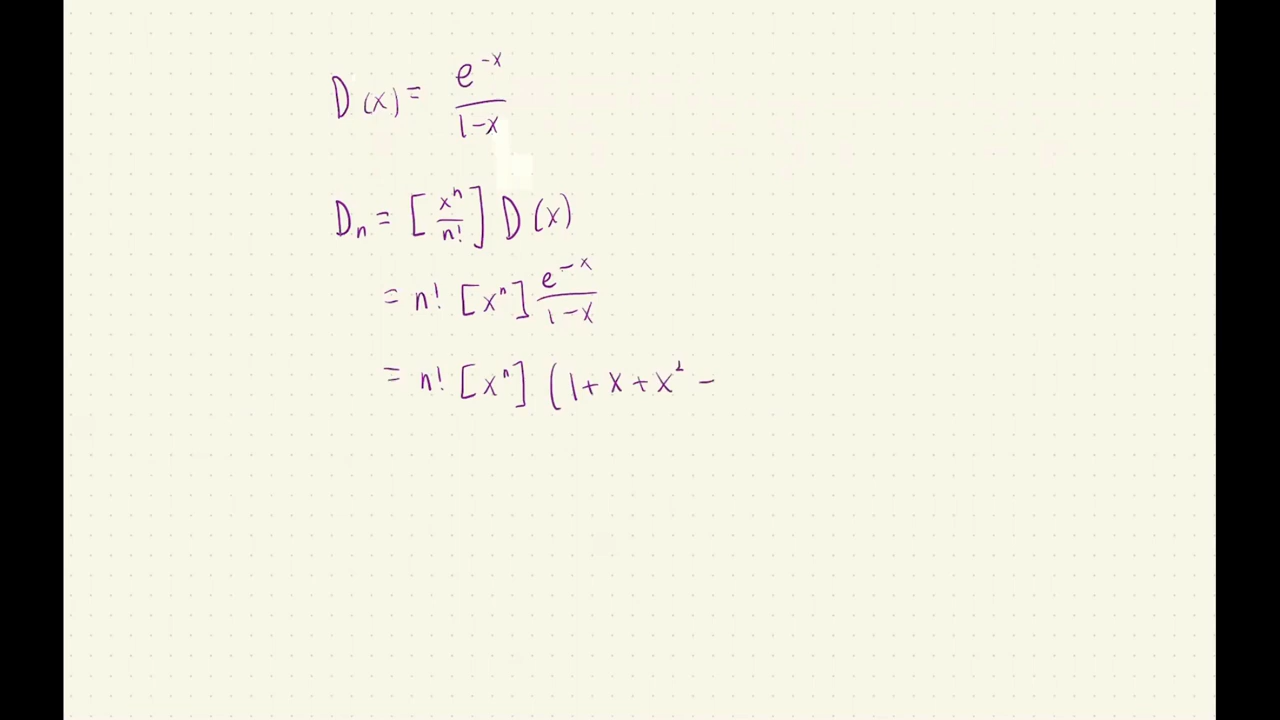 D(x) = e^{-x}/(1-x)
D_n = [x^n/n!] D(x)
= n! [x^n] e^{-x}/(1-x)
= n! [x^n] (1+x+x^2 -